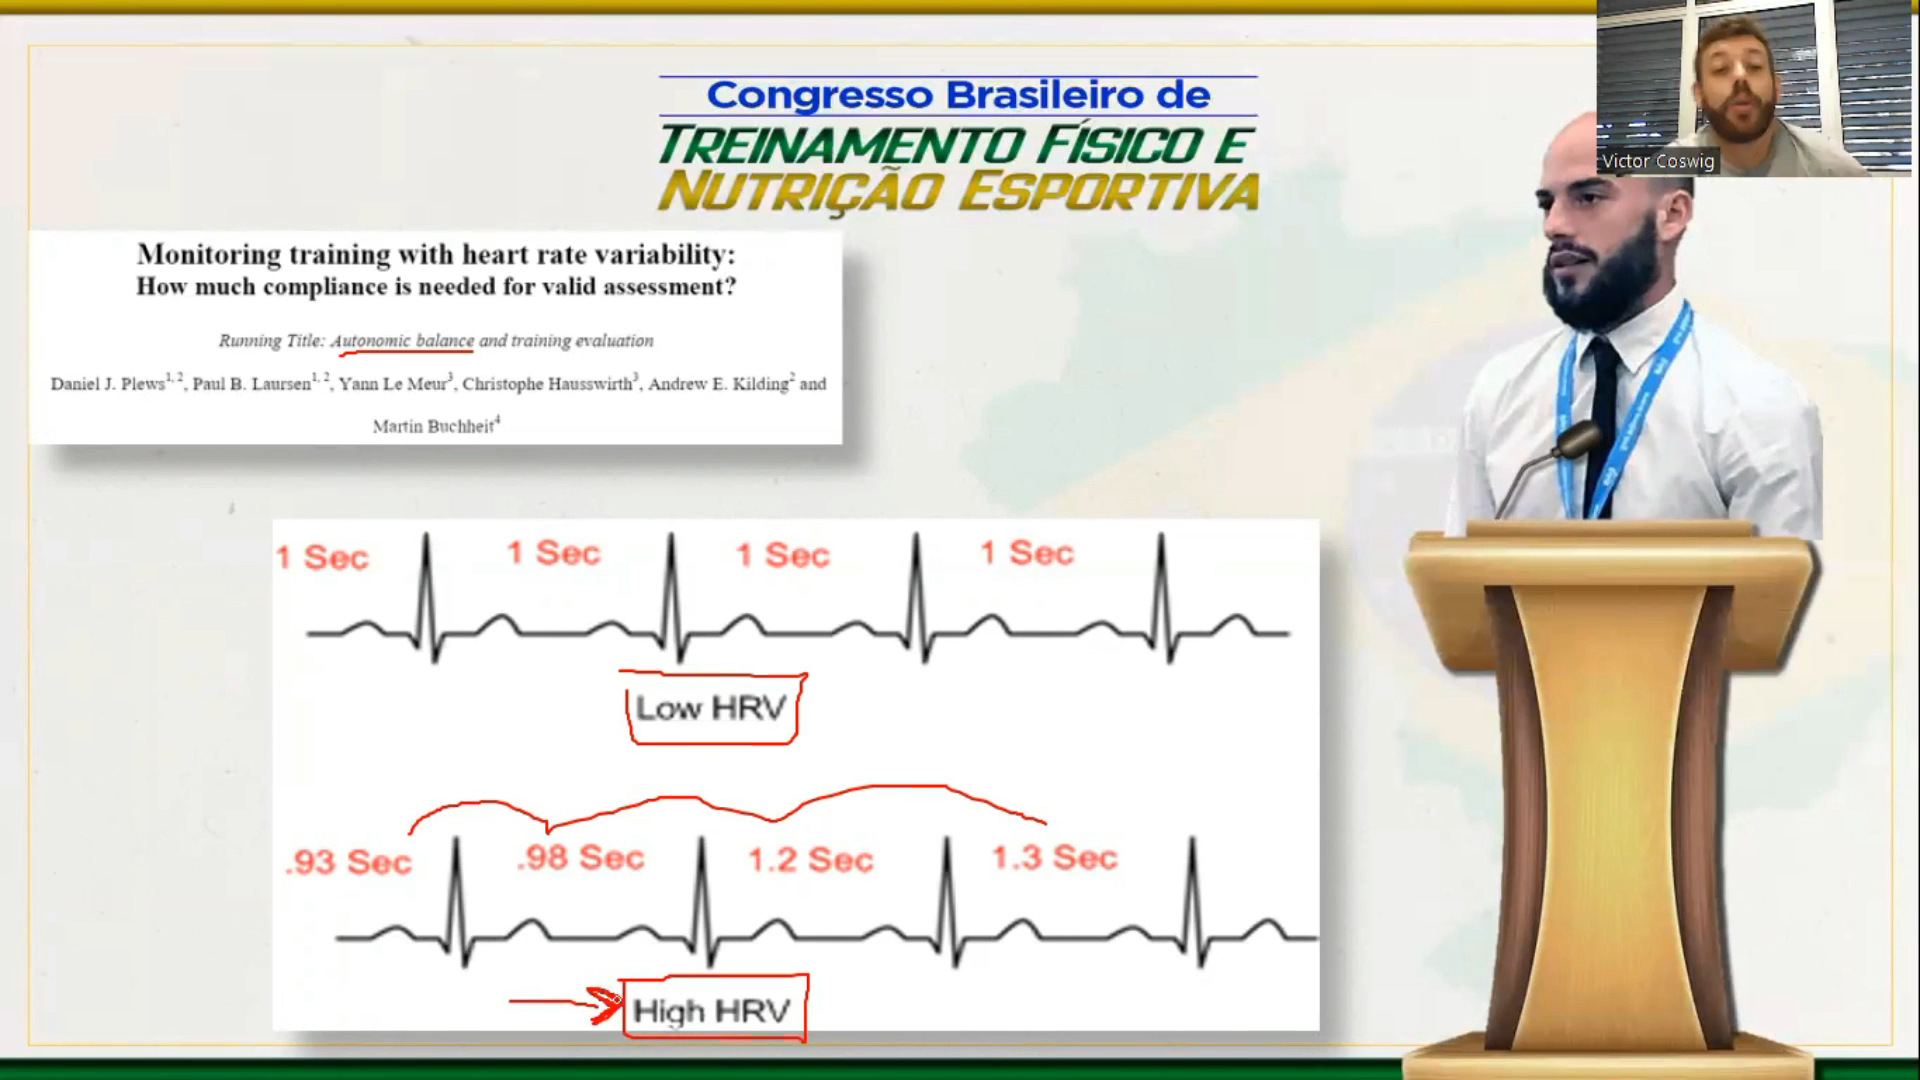 Congresso Brasileiro de
TREINAMENTO FÍSICO E
NUTRIÇÃO ESPORTIVA
Victor Coswig
Monitoring training with heart rate variability:
How much compliance is needed for valid assessment?
Running Title: Autonomic balance and training evaluation
Daniel J. Plews1, 2, Paul B. Laursen1, 2, Yann Le Meur3, Christophe Hausswirth3, Andrew E. Kilding2 and
Martin Buchheit4
1 Sec 1 Sec 1 Sec 1 Sec
Low HRV
.93 Sec .98 Sec 1.2 Sec 1.3 Sec
High HRV